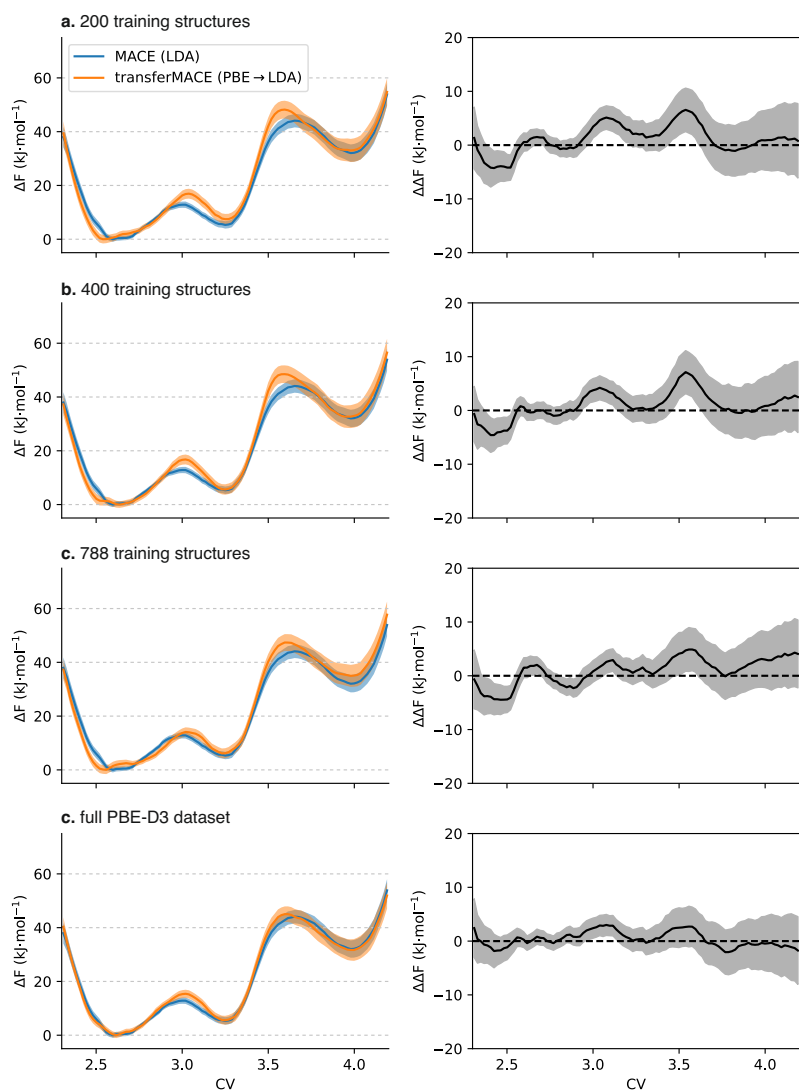 a. 200 training structures
MACE (LDA)
transferMACE (PBE→LDA)
ΔF (kJ·mol⁻¹)
60
40
20
0
ΔΔF (kJ·mol⁻¹)
20
10
0
−10
−20
b. 400 training structures
ΔF (kJ·mol⁻¹)
60
40
20
0
ΔΔF (kJ·mol⁻¹)
20
10
0
−10
−20
c. 788 training structures
ΔF (kJ·mol⁻¹)
60
40
20
0
ΔΔF (kJ·mol⁻¹)
20
10
0
−10
−20
c. full PBE-D3 dataset
ΔF (kJ·mol⁻¹)
60
40
20
0
2.5 3.0 3.5 4.0
CV
ΔΔF (kJ·mol⁻¹)
20
10
0
−10
−20
2.5 3.0 3.5 4.0
CV